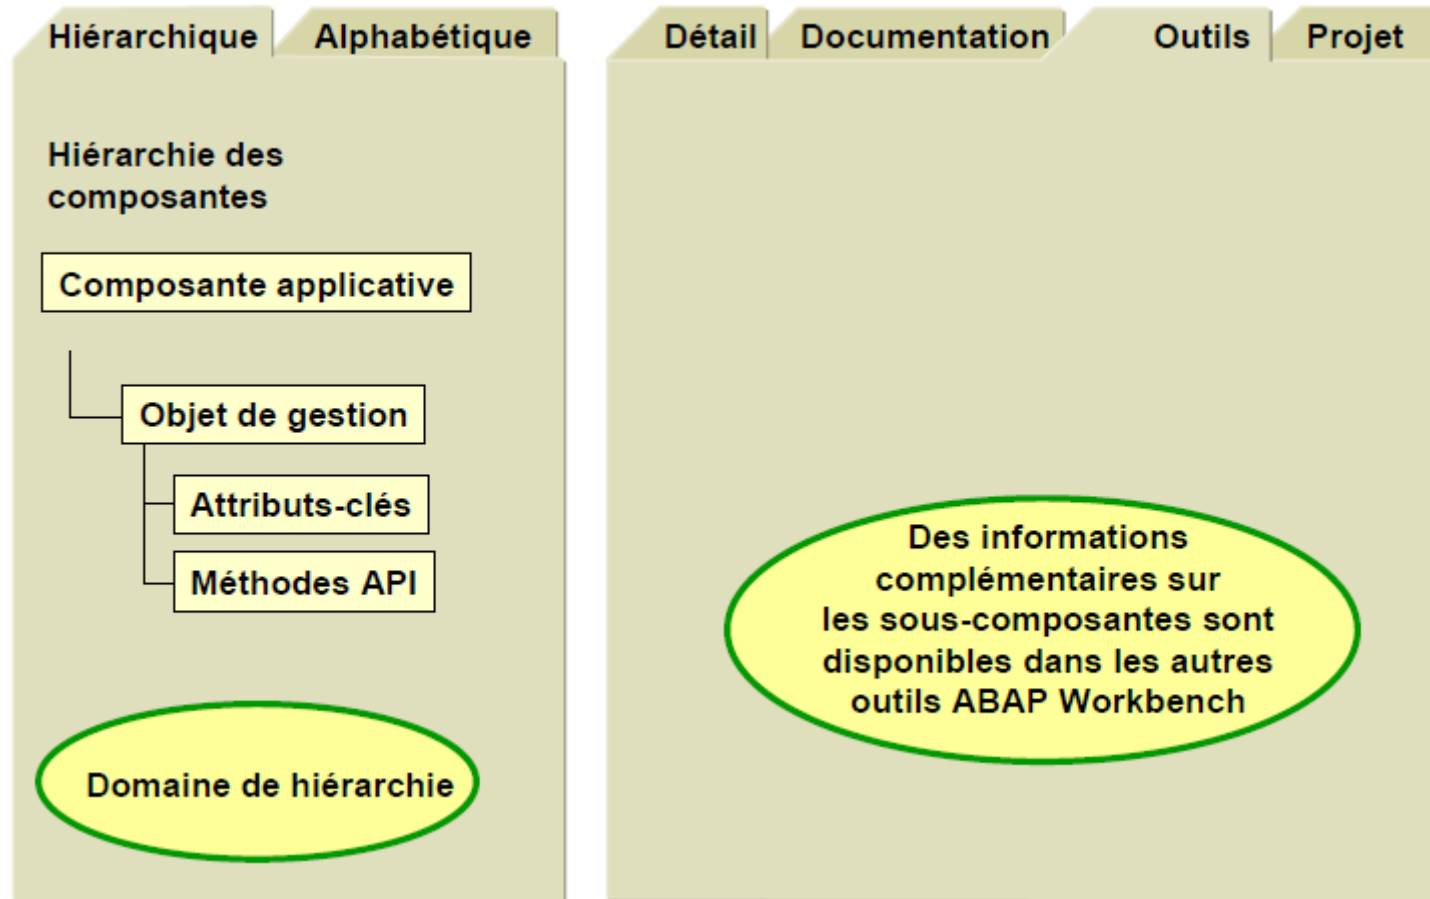 Hiérarchique Alphabétique
Détail Documentation Outils Projet
Hiérarchie des
composantes
Composante applicative
Objet de gestion
Attributs-clés
Méthodes API
Domaine de hiérarchie
Des informations
complémentaires sur
les sous-composantes sont
disponibles dans les autres
outils ABAP Workbench